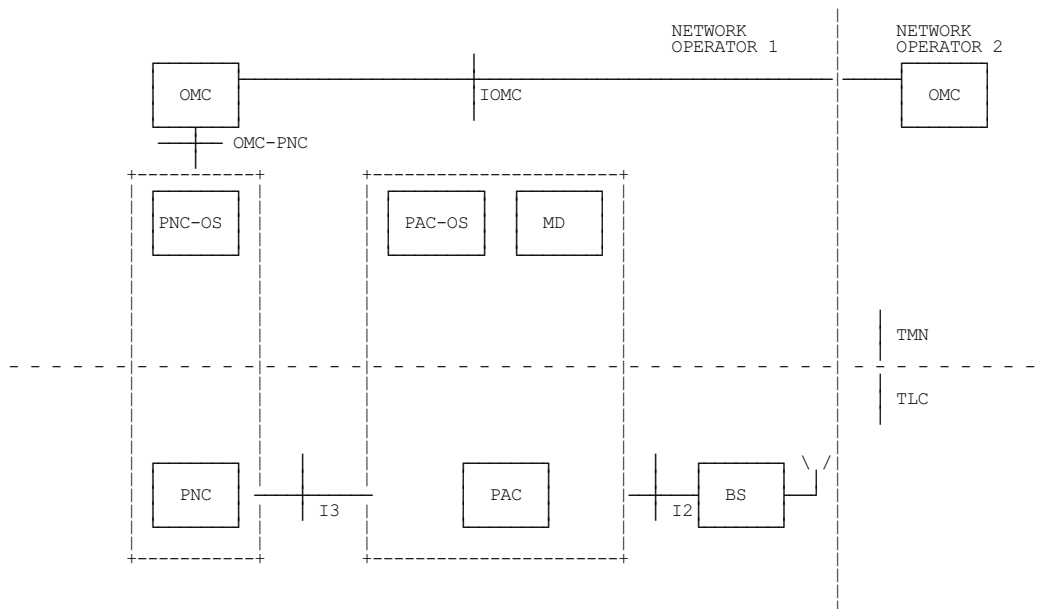 NETWORK
OPERATOR 1
NETWORK
OPERATOR 2
OMC
IOMC
OMC
OMC-PNC
PNC-OS
PAC-OS
MD
TMN
TLC
PNC
I3
PAC
I2
BS